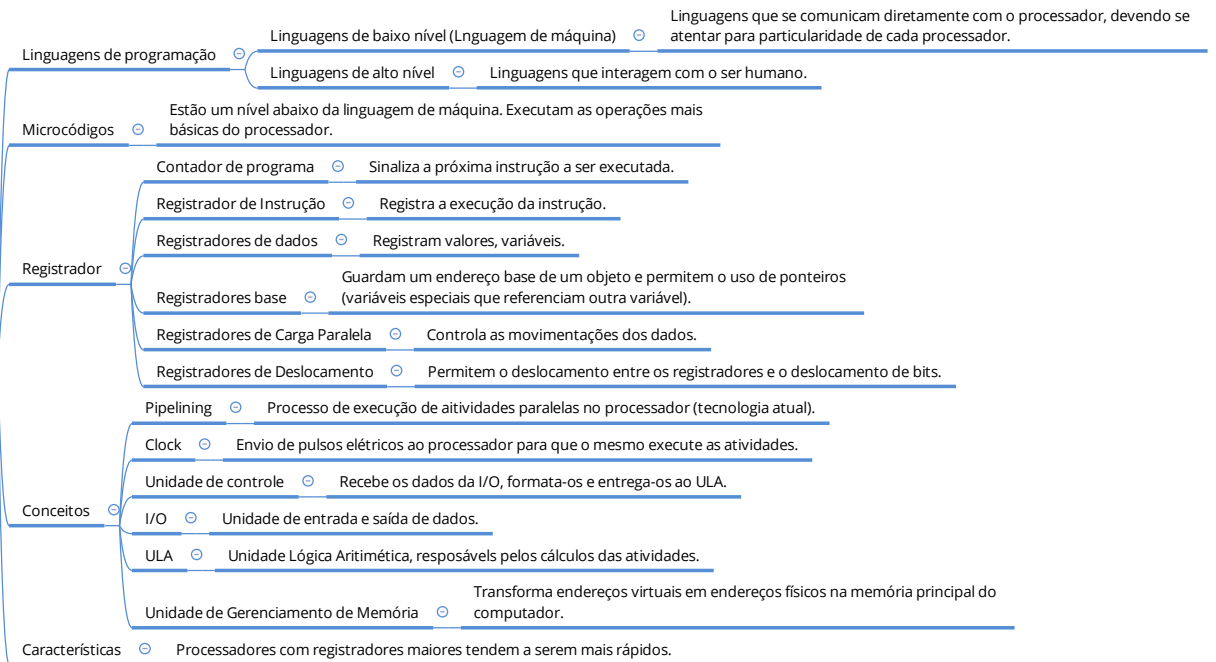 Linguagens de programação
Linguagens de baixo nível (Lnguagem de máquina)
Linguagens que se comunicam diretamente com o processador, devendo se
atentar para particularidade de cada processador.
Linguagens de alto nível
Linguagens que interagem com o ser humano.
Microcódigos
Estão um nível abaixo da linguagem de máquina. Executam as operações mais
básicas do processador.
Registrador
Contador de programa
Sinaliza a próxima instrução a ser executada.
Registrador de Instrução
Registra a execução da instrução.
Registradores de dados
Registram valores, variáveis.
Registradores base
Guardam um endereço base de um objeto e permitem o uso de ponteiros
(variáveis especiais que referenciam outra variável).
Registradores de Carga Paralela
Controla as movimentações dos dados.
Registradores de Deslocamento
Permitem o deslocamento entre os registradores e o deslocamento de bits.
Conceitos
Pipelining
Processo de execução de aitividades paralelas no processador (tecnologia atual).
Clock
Envio de pulsos elétricos ao processador para que o mesmo execute as atividades.
Unidade de controle
Recebe os dados da I/O, formata-os e entrega-os ao ULA.
I/O
Unidade de entrada e saída de dados.
ULA
Unidade Lógica Aritimética, resposáveis pelos cálculos das atividades.
Unidade de Gerenciamento de Memória
Transforma endereços virtuais em endereços físicos na memória principal do
computador.
Características
Processadores com registradores maiores tendem a serem mais rápidos.